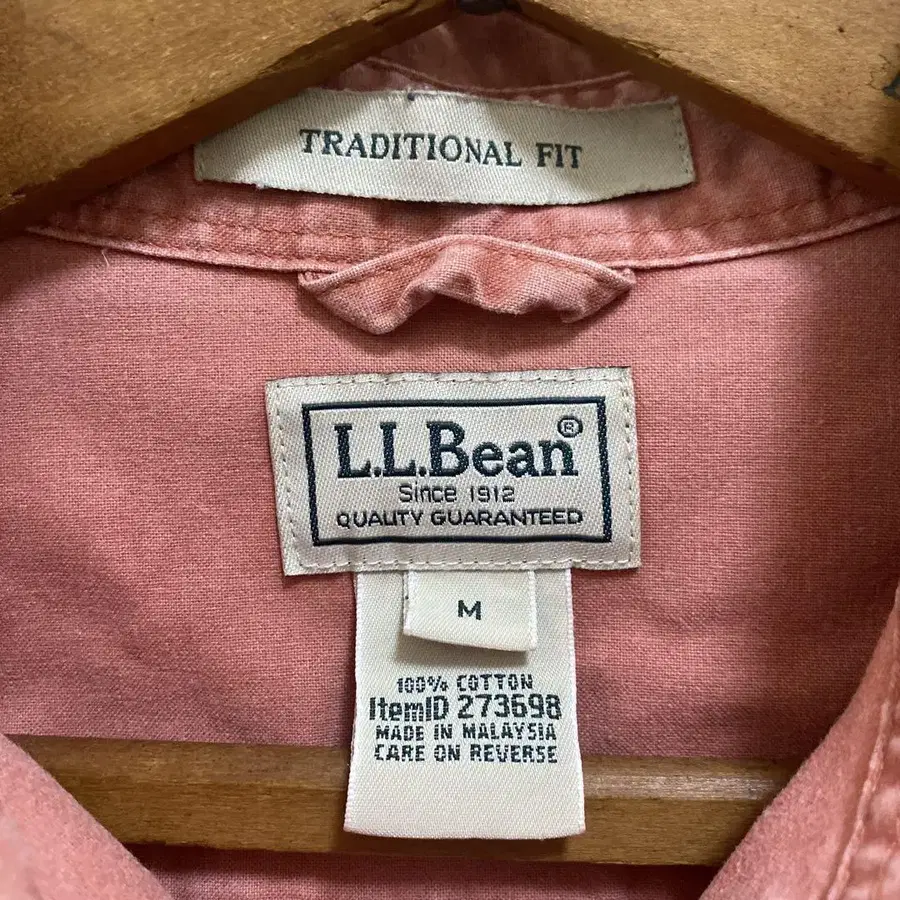 TRADITIONAL FIT
L.L.Bean®
Since 1912
QUALITY GUARANTEED
M
100% COTTON
ItemID 273698
MADE IN MALAYSIA
CARE ON REVERSE